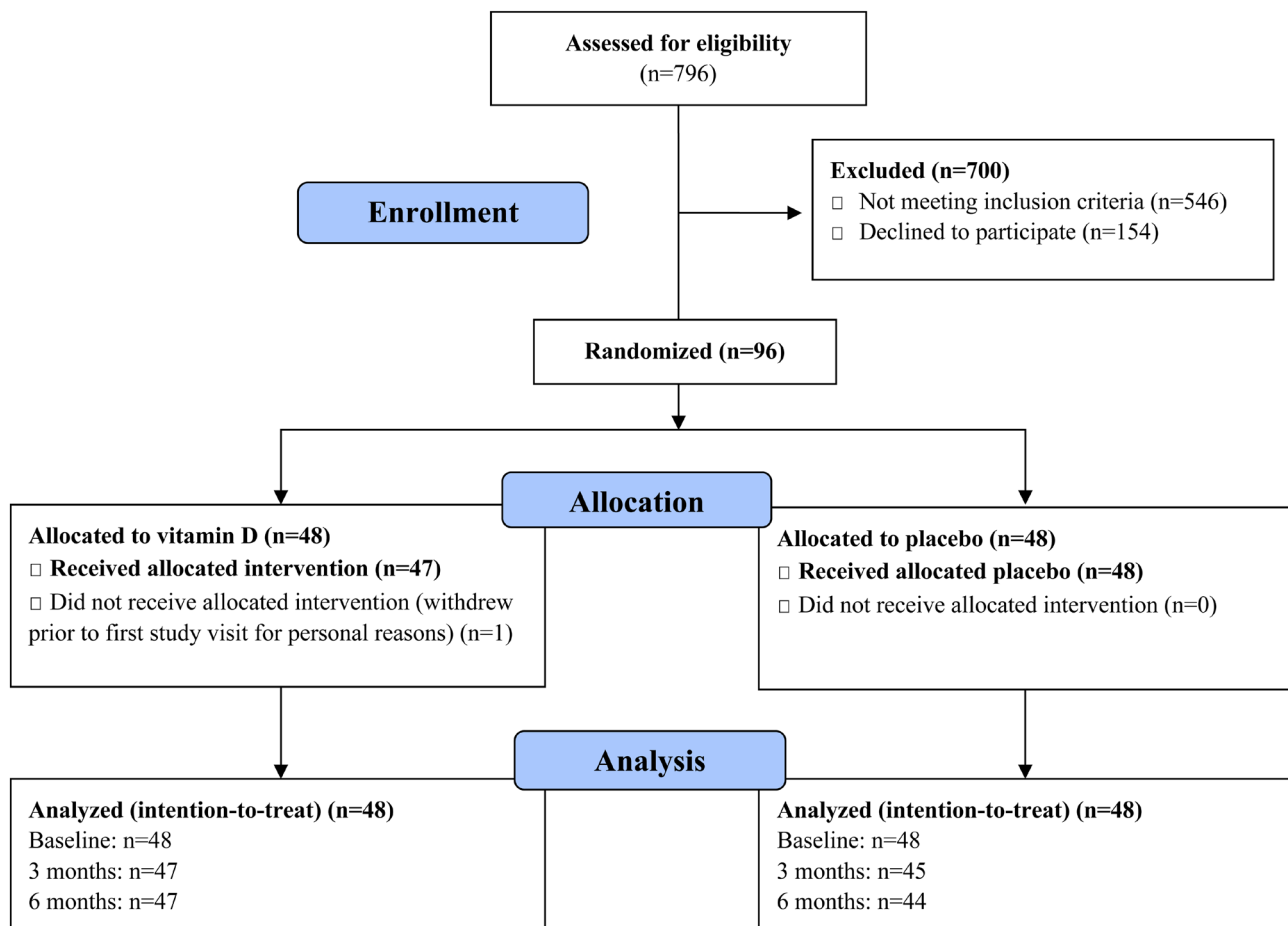 Assessed for eligibility
(n=796)
Enrollment
Excluded (n=700)
□ Not meeting inclusion criteria (n=546)
□ Declined to participate (n=154)
Randomized (n=96)
Allocation
Allocated to vitamin D (n=48)
□ Received allocated intervention (n=47)
□ Did not receive allocated intervention (withdrew
prior to first study visit for personal reasons) (n=1)
Allocated to placebo (n=48)
□ Received allocated placebo (n=48)
□ Did not receive allocated intervention (n=0)
Analysis
Analyzed (intention-to-treat) (n=48)
Baseline: n=48
3 months: n=47
6 months: n=47
Analyzed (intention-to-treat) (n=48)
Baseline: n=48
3 months: n=45
6 months: n=44